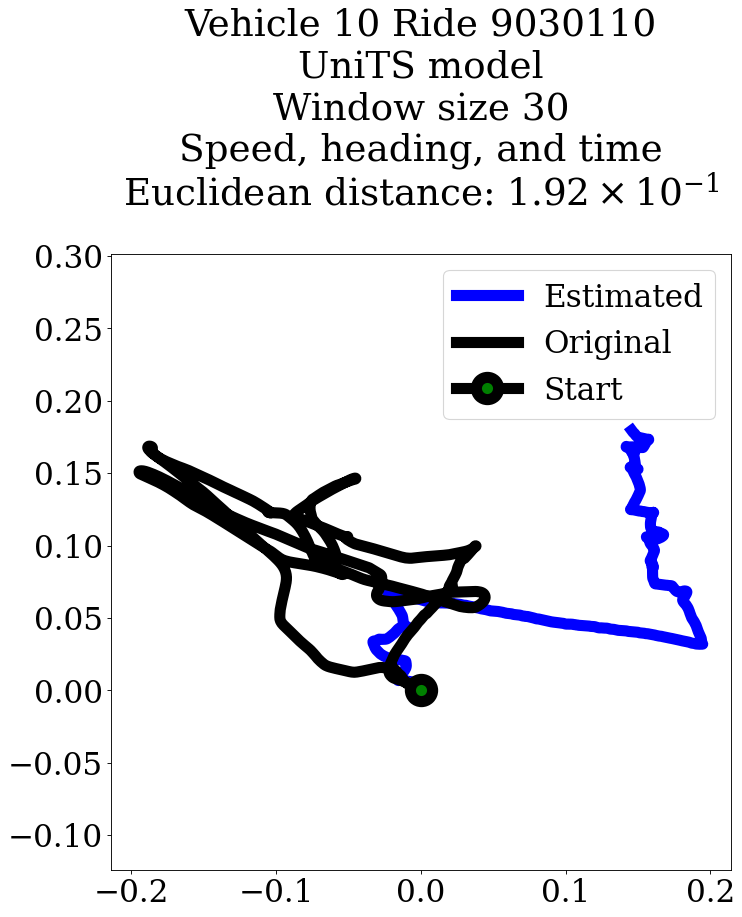 Vehicle 10 Ride 9030110
UniTS model
Window size 30
Speed, heading, and time
Euclidean distance: 1.92 × 10⁻¹
0.30
0.25
0.20
0.15
0.10
0.05
0.00
−0.05
−0.10
Estimated
Original
Start
−0.2
−0.1
0.0
0.1
0.2